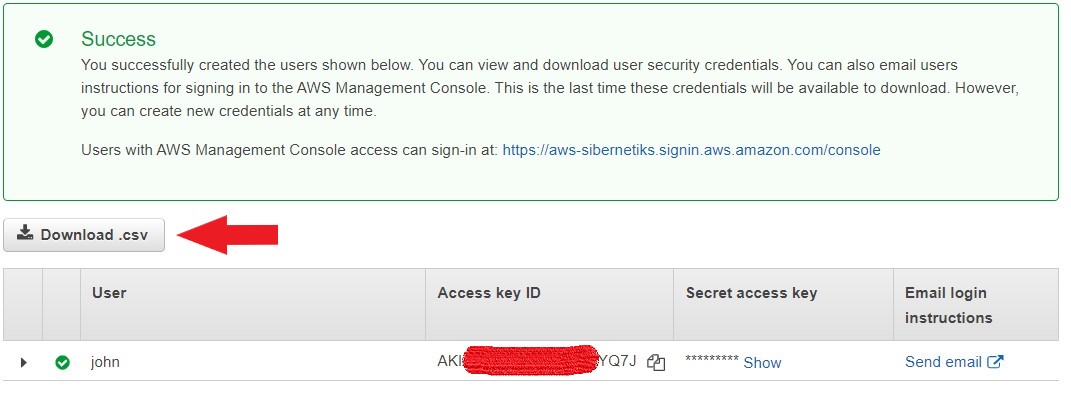 Success
You successfully created the users shown below. You can view and download user security credentials. You can also email users
instructions for signing in to the AWS Management Console. This is the last time these credentials will be available to download. However,
you can create new credentials at any time.
Users with AWS Management Console access can sign-in at: https://aws-sibernetiks.signin.aws.amazon.com/console
Download .csv
User Access key ID Secret access key Email login
instructions
john AKI YQ7J ********* Show Send email